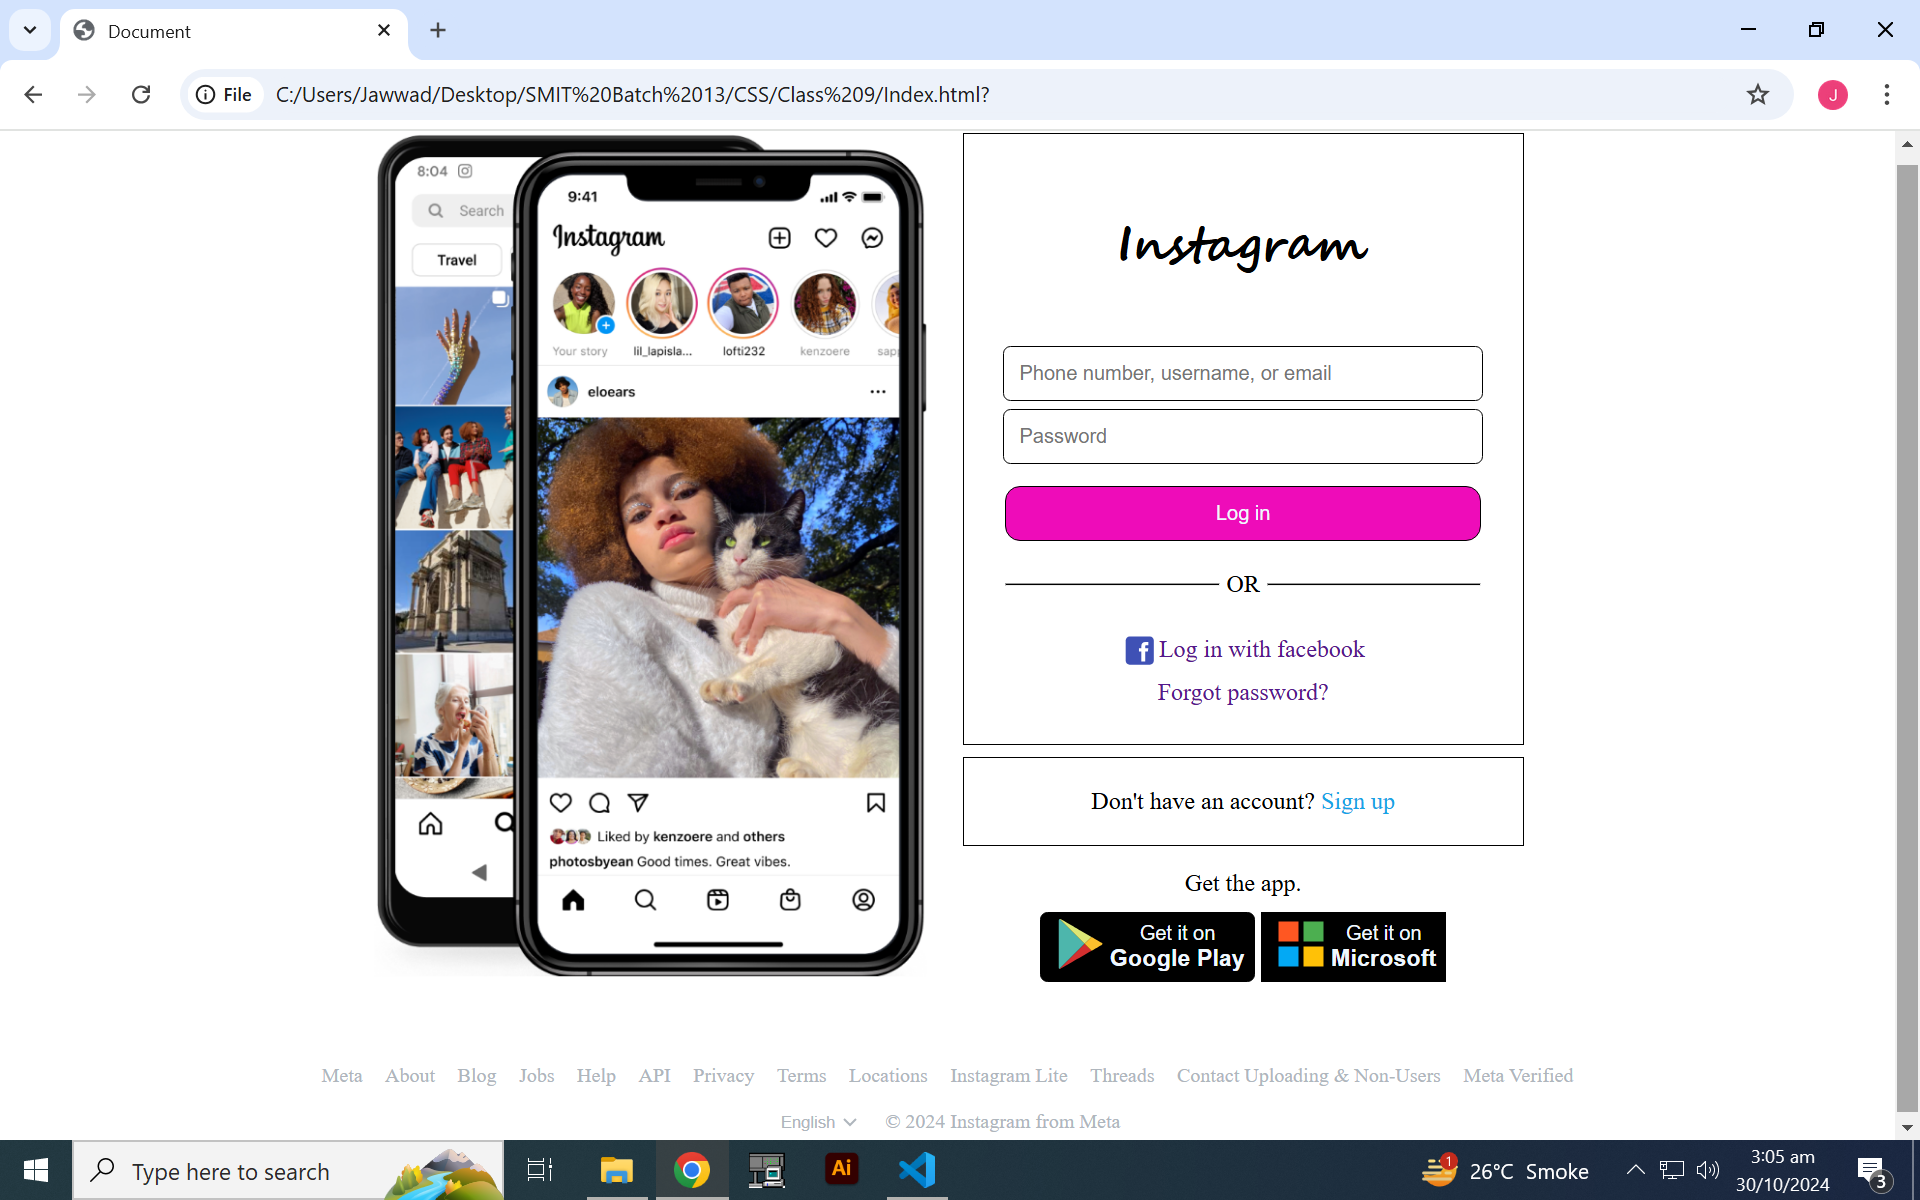 Document
File
C:/Users/Jawwad/Desktop/SMIT%20Batch%2013/CSS/Class%209/Index.html?
J
8:04
Search
Travel
9:41
Instagram
Your story
lil_lapisla...
lofti232
kenzoere
sapp
eloears
Liked by kenzoere and others
photosbyean Good times. Great vibes.
Instagram
Phone number, username, or email
Password
Log in
OR
Log in with facebook
Forgot password?
Don't have an account? Sign up
Get the app.
Get it on
Google Play
Get it on
Microsoft
Meta About Blog Jobs Help API Privacy Terms Locations Instagram Lite Threads Contact Uploading & Non-Users Meta Verified
English © 2024 Instagram from Meta
Type here to search
Ai
1
26°C Smoke
3:05 am
30/10/2024
3